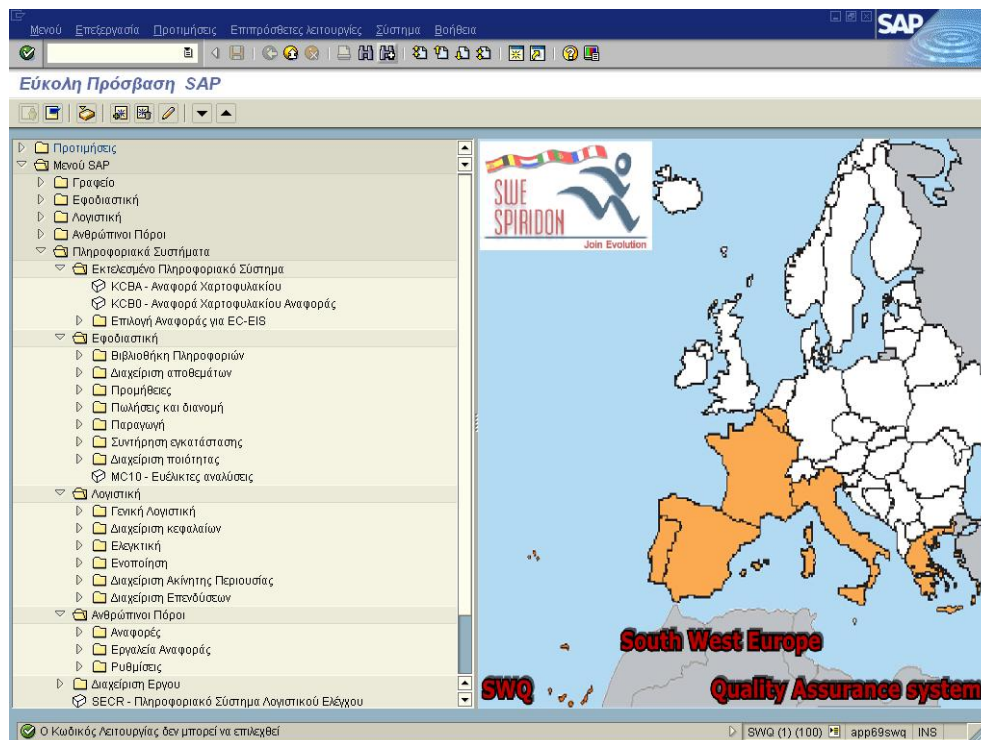 Μενού Επεξεργασία Προτιμήσεις Επιπρόσθετες λειτουργίες Σύστημα Βοήθεια
SAP
Εύκολη Πρόσβαση SAP
Προτιμήσεις
Μενού SAP
Γραφείο
Εφοδιαστική
Λογιστική
Ανθρώπινοι Πόροι
Πληροφοριακά Συστήματα
Εκτελεσμένο Πληροφοριακό Σύστημα
KCBA - Αναφορά Χαρτοφυλακίου
KCB0 - Αναφορά Χαρτοφυλακίου Αναφοράς
Επιλογή Αναφοράς για EC-EIS
Εφοδιαστική
Βιβλιοθήκη Πληροφοριών
Διαχείριση αποθεμάτων
Προμήθειες
Πωλήσεις και διανομή
Παραγωγή
Συντήρηση εγκατάστασης
Διαχείριση ποιότητας
MC10 - Ευέλικτες αναλύσεις
Λογιστική
Γενική Λογιστική
Διαχείριση κεφαλαίων
Ελεγκτική
Ενοποίηση
Διαχείριση Ακίνητης Περιουσίας
Διαχείριση Επενδύσεων
Ανθρώπινοι Πόροι
Αναφορές
Εργαλεία Αναφοράς
Ρυθμίσεις
Διαχείριση Εργου
SECR - Πληροφοριακό Σύστημα Λογιστικού Ελέγχου
SWE
SPIRIDON
Join Evolution
South West Europe
SWQ
Quality Assurance system
Ο Κωδικός Λειτουργίας δεν μπορεί να επιλεχθεί
SWQ (1) (100)
app69swq
INS